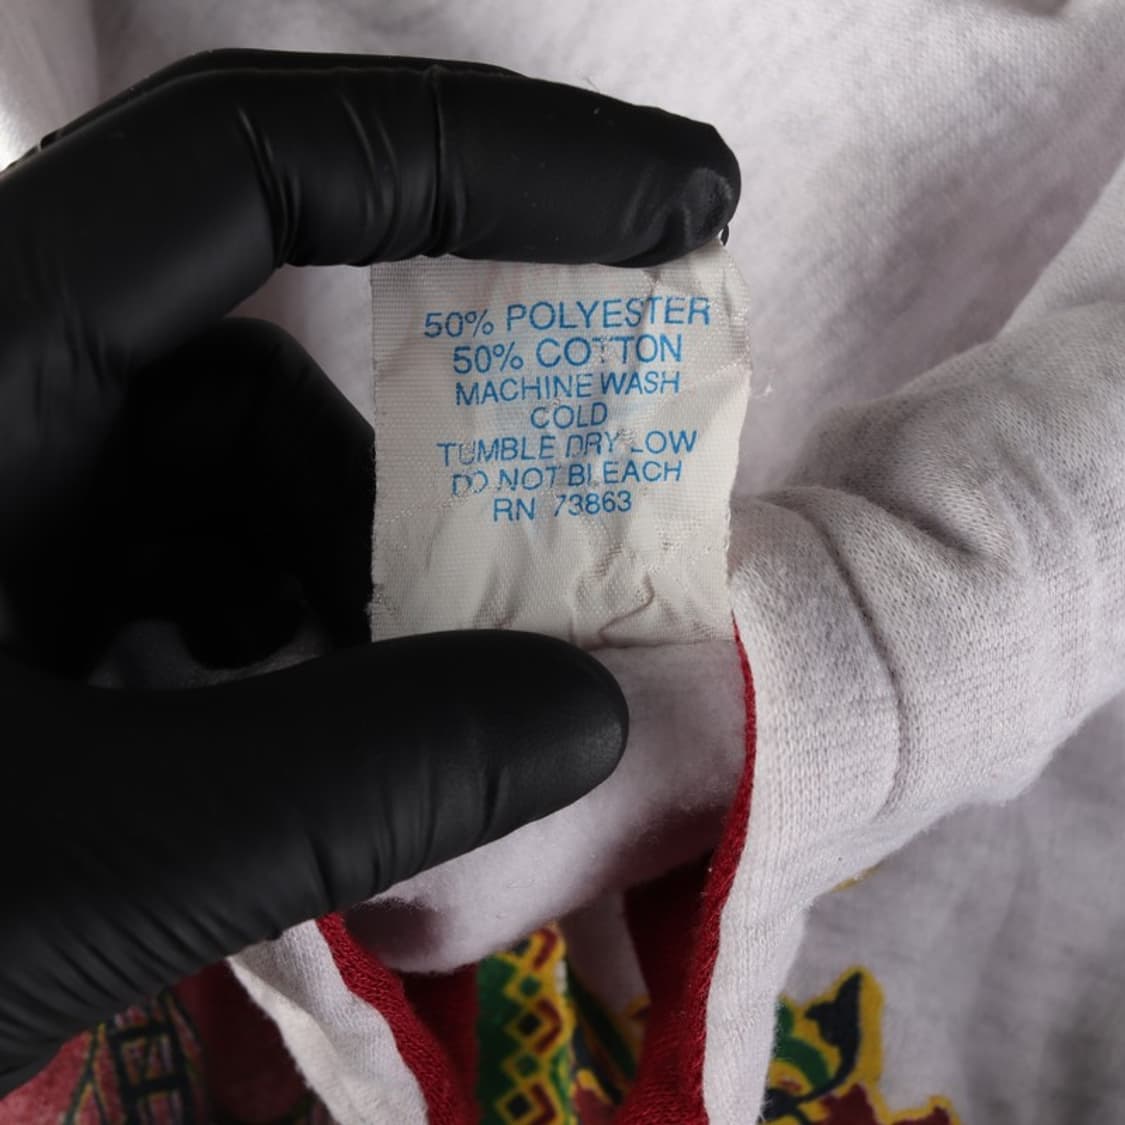 50% POLYESTER
50% COTTON
MACHINE WASH
COLD
TUMBLE DRY LOW
DO NOT BLEACH
RN 73863